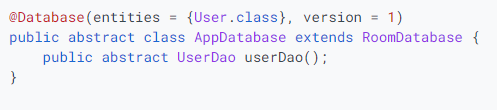 @Database(entities = {User.class}, version = 1)
public abstract class AppDatabase extends RoomDatabase {
    public abstract UserDao userDao();
}